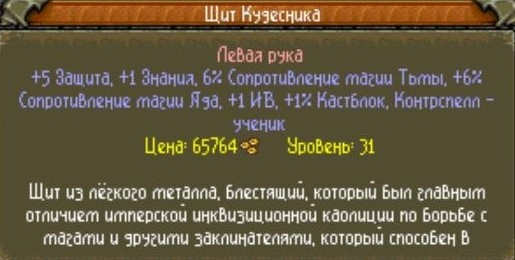 Щит Кудесника
Левая рука
+5 Защита, +1 Знания, 6% Сопротивление магии Тьмы, +6%
Сопротивление магии Яда, +1 ИВ, +1% Кастблок, Контрспелл -
ученик
Цена: 65764 Уровень: 31
Щит из лёгкого металла, блестящий, который был главным
отличием имперской инквизиционной каолиции по борьбе с
магами и другими заклинателями, который способен в